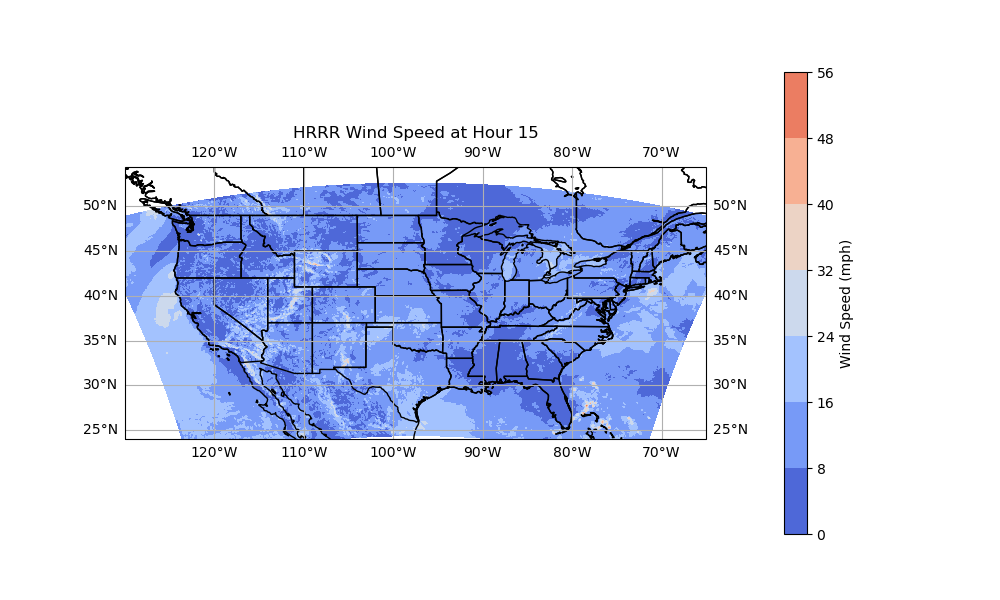 HRRR Wind Speed at Hour 15
120°W 110°W 100°W 90°W 80°W 70°W
50°N 50°N
45°N 45°N
40°N 40°N
35°N 35°N
30°N 30°N
25°N 25°N
120°W 110°W 100°W 90°W 80°W 70°W
56
48
40
32
24
16
8
0
Wind Speed (mph)